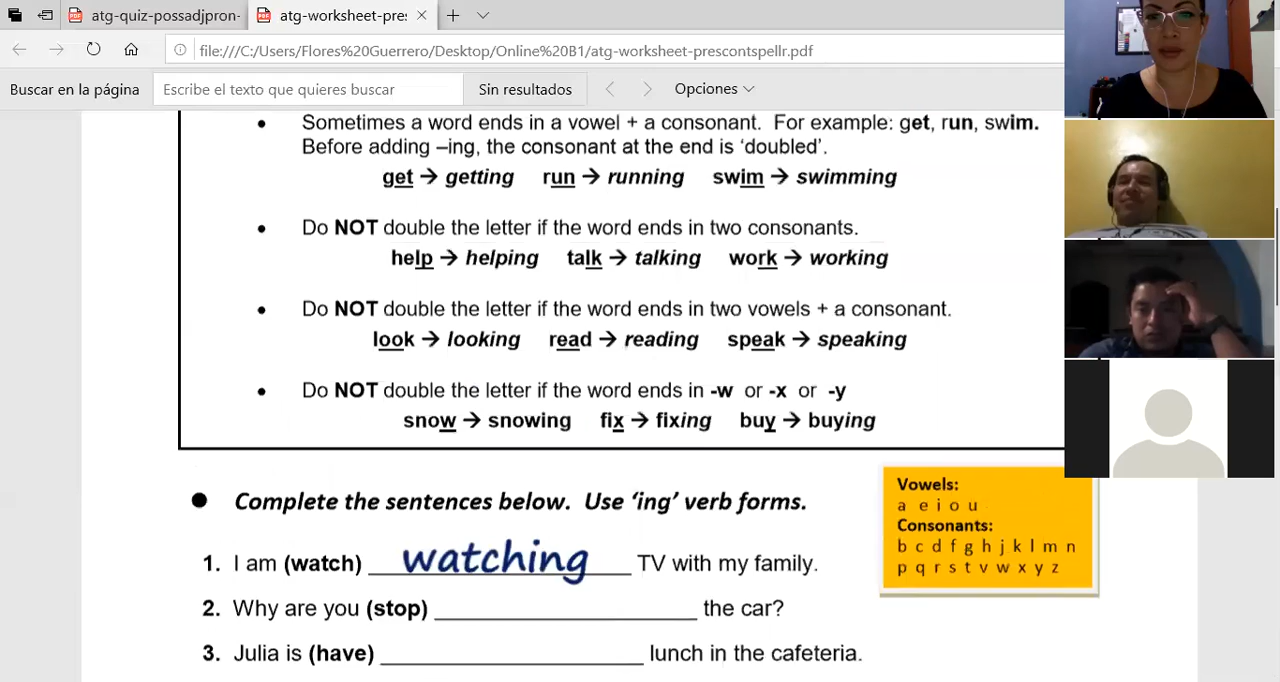 atg-quiz-possadjpron-
atg-worksheet-pres
file:///C:/Users/Flores%20Guerrero/Desktop/Online%20B1/atg-worksheet-prescontspellr.pdf
Buscar en la página
Escribe el texto que quieres buscar
Sin resultados
Opciones
• Sometimes a word ends in a vowel + a consonant. For example: get, run, swim.
Before adding –ing, the consonant at the end is ‘doubled’.
get → getting run → running swim → swimming
• Do NOT double the letter if the word ends in two consonants.
help → helping talk → talking work → working
• Do NOT double the letter if the word ends in two vowels + a consonant.
look → looking read → reading speak → speaking
• Do NOT double the letter if the word ends in -w or -x or -y
snow → snowing fix → fixing buy → buying
● Complete the sentences below. Use ‘ing’ verb forms.
1. I am (watch) watching TV with my family.
2. Why are you (stop) ____________________ the car?
3. Julia is (have) ____________________ lunch in the cafeteria.
Vowels:
a e i o u
Consonants:
b c d f g h j k l m n
p q r s t v w x y z